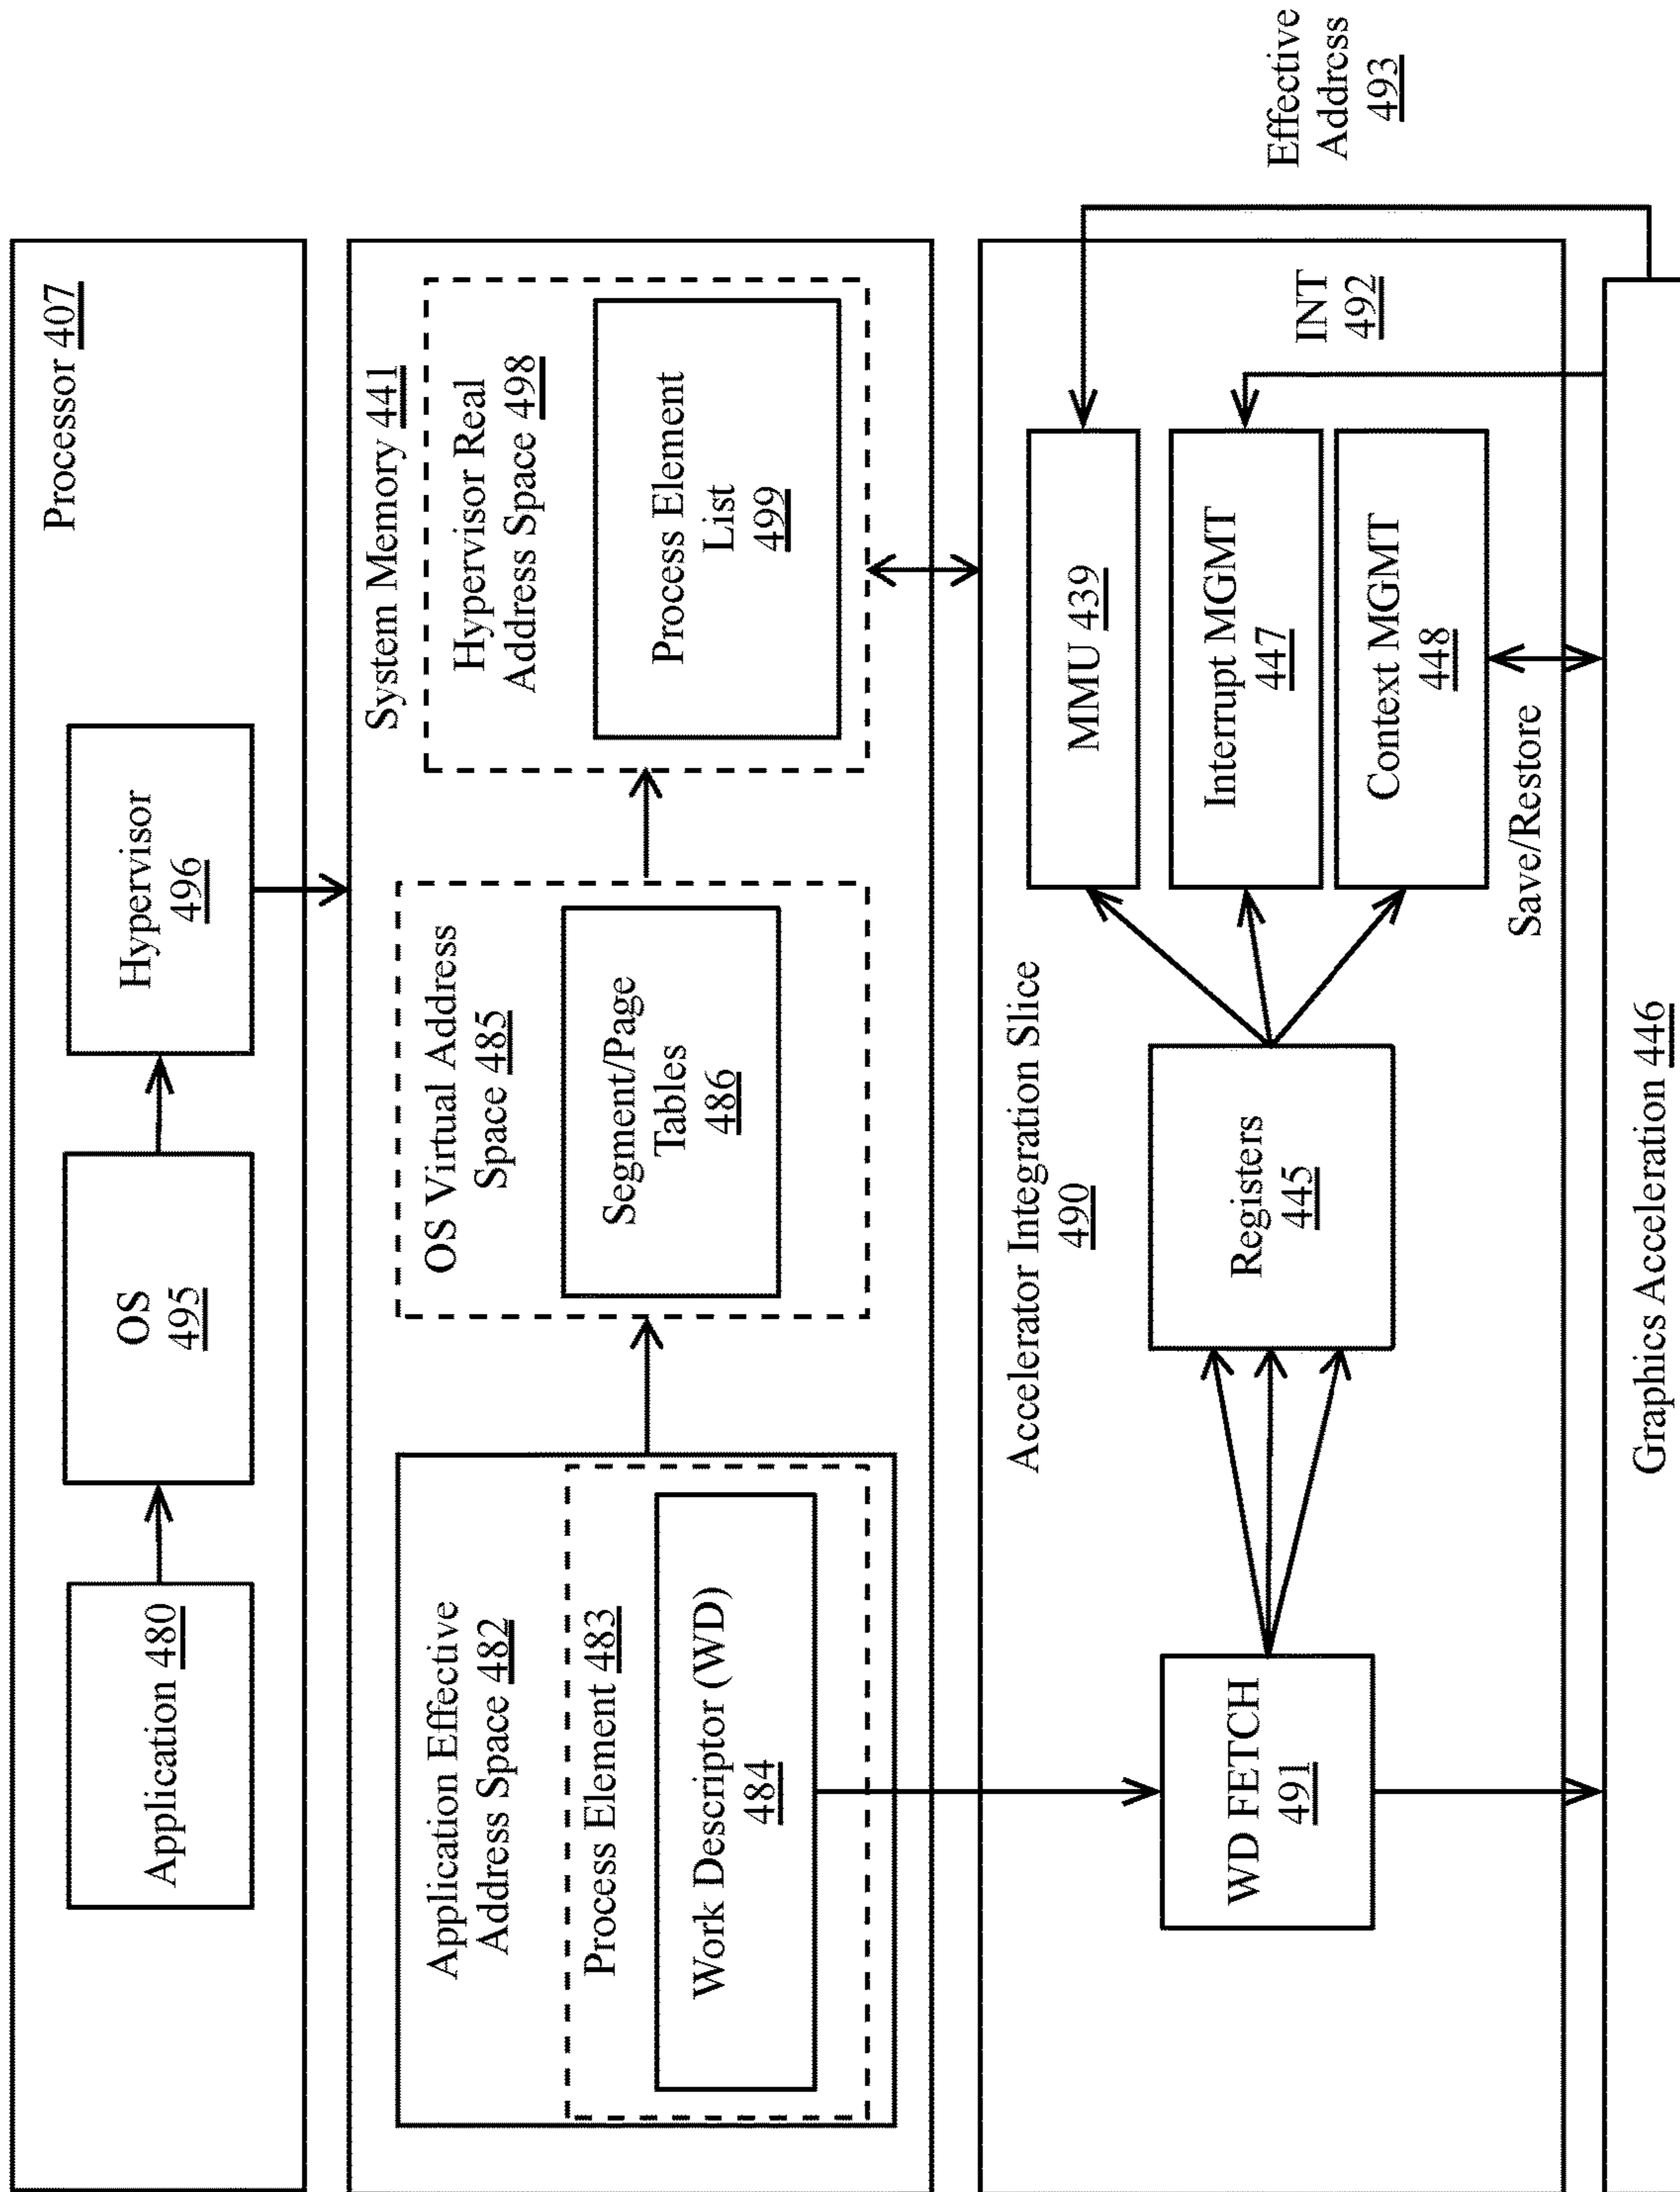 Processor 407
Application 480
OS
495
Hypervisor
496
System Memory 441
Application Effective
Address Space 482
Process Element 483
Work Descriptor (WD)
484
OS Virtual Address
Space 485
Segment/Page
Tables
486
Hypervisor Real
Address Space 498
Process Element
List
499
Accelerator Integration Slice
490
WD FETCH
491
Registers
445
MMU 439
Interrupt MGMT
447
Context MGMT
448
INT
492
Effective
Address
493
Save/Restore
Graphics Acceleration 446